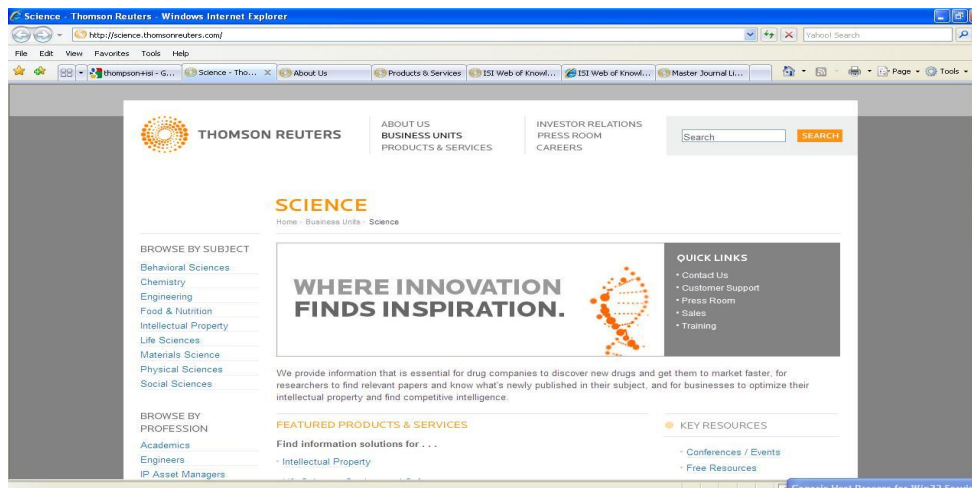 Science - Thomson Reuters - Windows Internet Explorer
http://science.thomsonreuters.com/
Yahoo! Search
File Edit View Favorites Tools Help
thompson+isi - G... Science - Tho... About Us Products & Services ISI Web of Knowl... ISI Web of Knowl... Master Journal Li... Page Tools
THOMSON REUTERS
ABOUT US
BUSINESS UNITS
PRODUCTS & SERVICES
INVESTOR RELATIONS
PRESS ROOM
CAREERS
Search SEARCH
SCIENCE
Home - Business Units - Science
BROWSE BY SUBJECT
Behavioral Sciences
Chemistry
Engineering
Food & Nutrition
Intellectual Property
Life Sciences
Materials Science
Physical Sciences
Social Sciences
BROWSE BY
PROFESSION
Academics
Engineers
IP Asset Managers
WHERE INNOVATION
FINDS INSPIRATION.
QUICK LINKS
• Contact Us
• Customer Support
• Press Room
• Sales
• Training
We provide information that is essential for drug companies to discover new drugs and get them to market faster, for
researchers to find relevant papers and know what's newly published in their subject, and for businesses to optimize their
intellectual property and find competitive intelligence.
FEATURED PRODUCTS & SERVICES
Find information solutions for . . .
· Intellectual Property
KEY RESOURCES
· Conferences / Events
· Free Resources